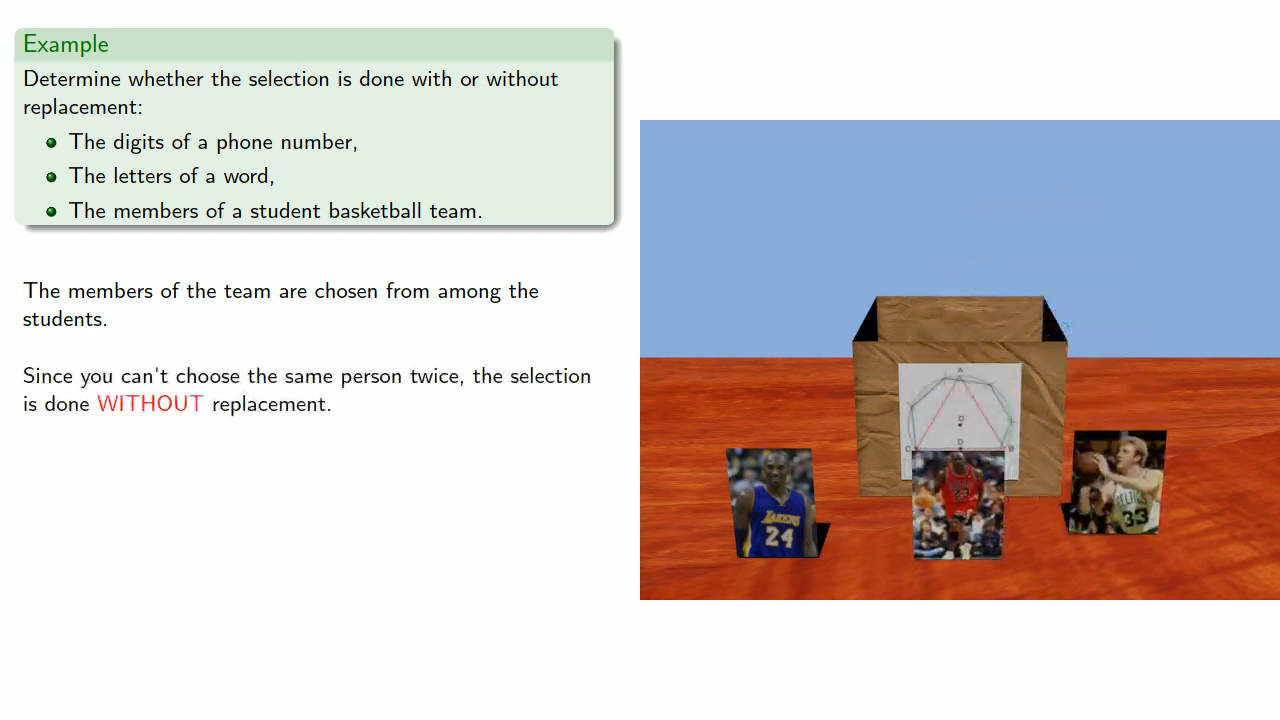 Example
Determine whether the selection is done with or without
replacement:
The digits of a phone number,
The letters of a word,
The members of a student basketball team.
The members of the team are chosen from among the
students.
Since you can't choose the same person twice, the selection
is done WITHOUT replacement.
A
O
D
C
B
LAKERS
24
23
CELTICS
33